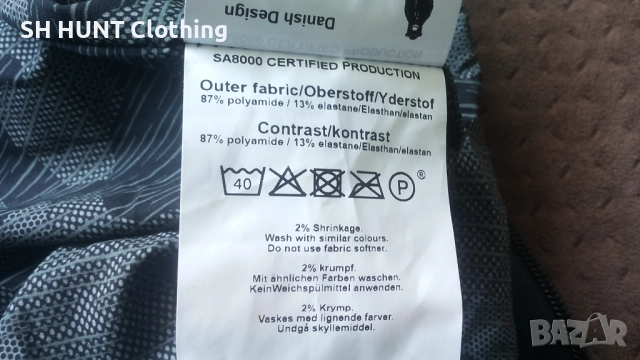 SH HUNT Clothing
Danish Design
SA8000 CERTIFIED PRODUCTION
Outer fabric/Oberstoff/Yderstof
87% polyamide / 13% elastane/Elasthan/elastan
Contrast/kontrast
87% polyamide / 13% elastane/Elasthan/elastan
40 P ®
2% Shrinkage.
Wash with similar colours.
Do not use fabric softner.
2% krumpf.
Mit ähnlichen Farben waschen.
KeinWeichspülmittel anwenden.
2% Krymp.
Vaskes med lignende farver.
Undgå skyllemiddel.
BAZAR
bg